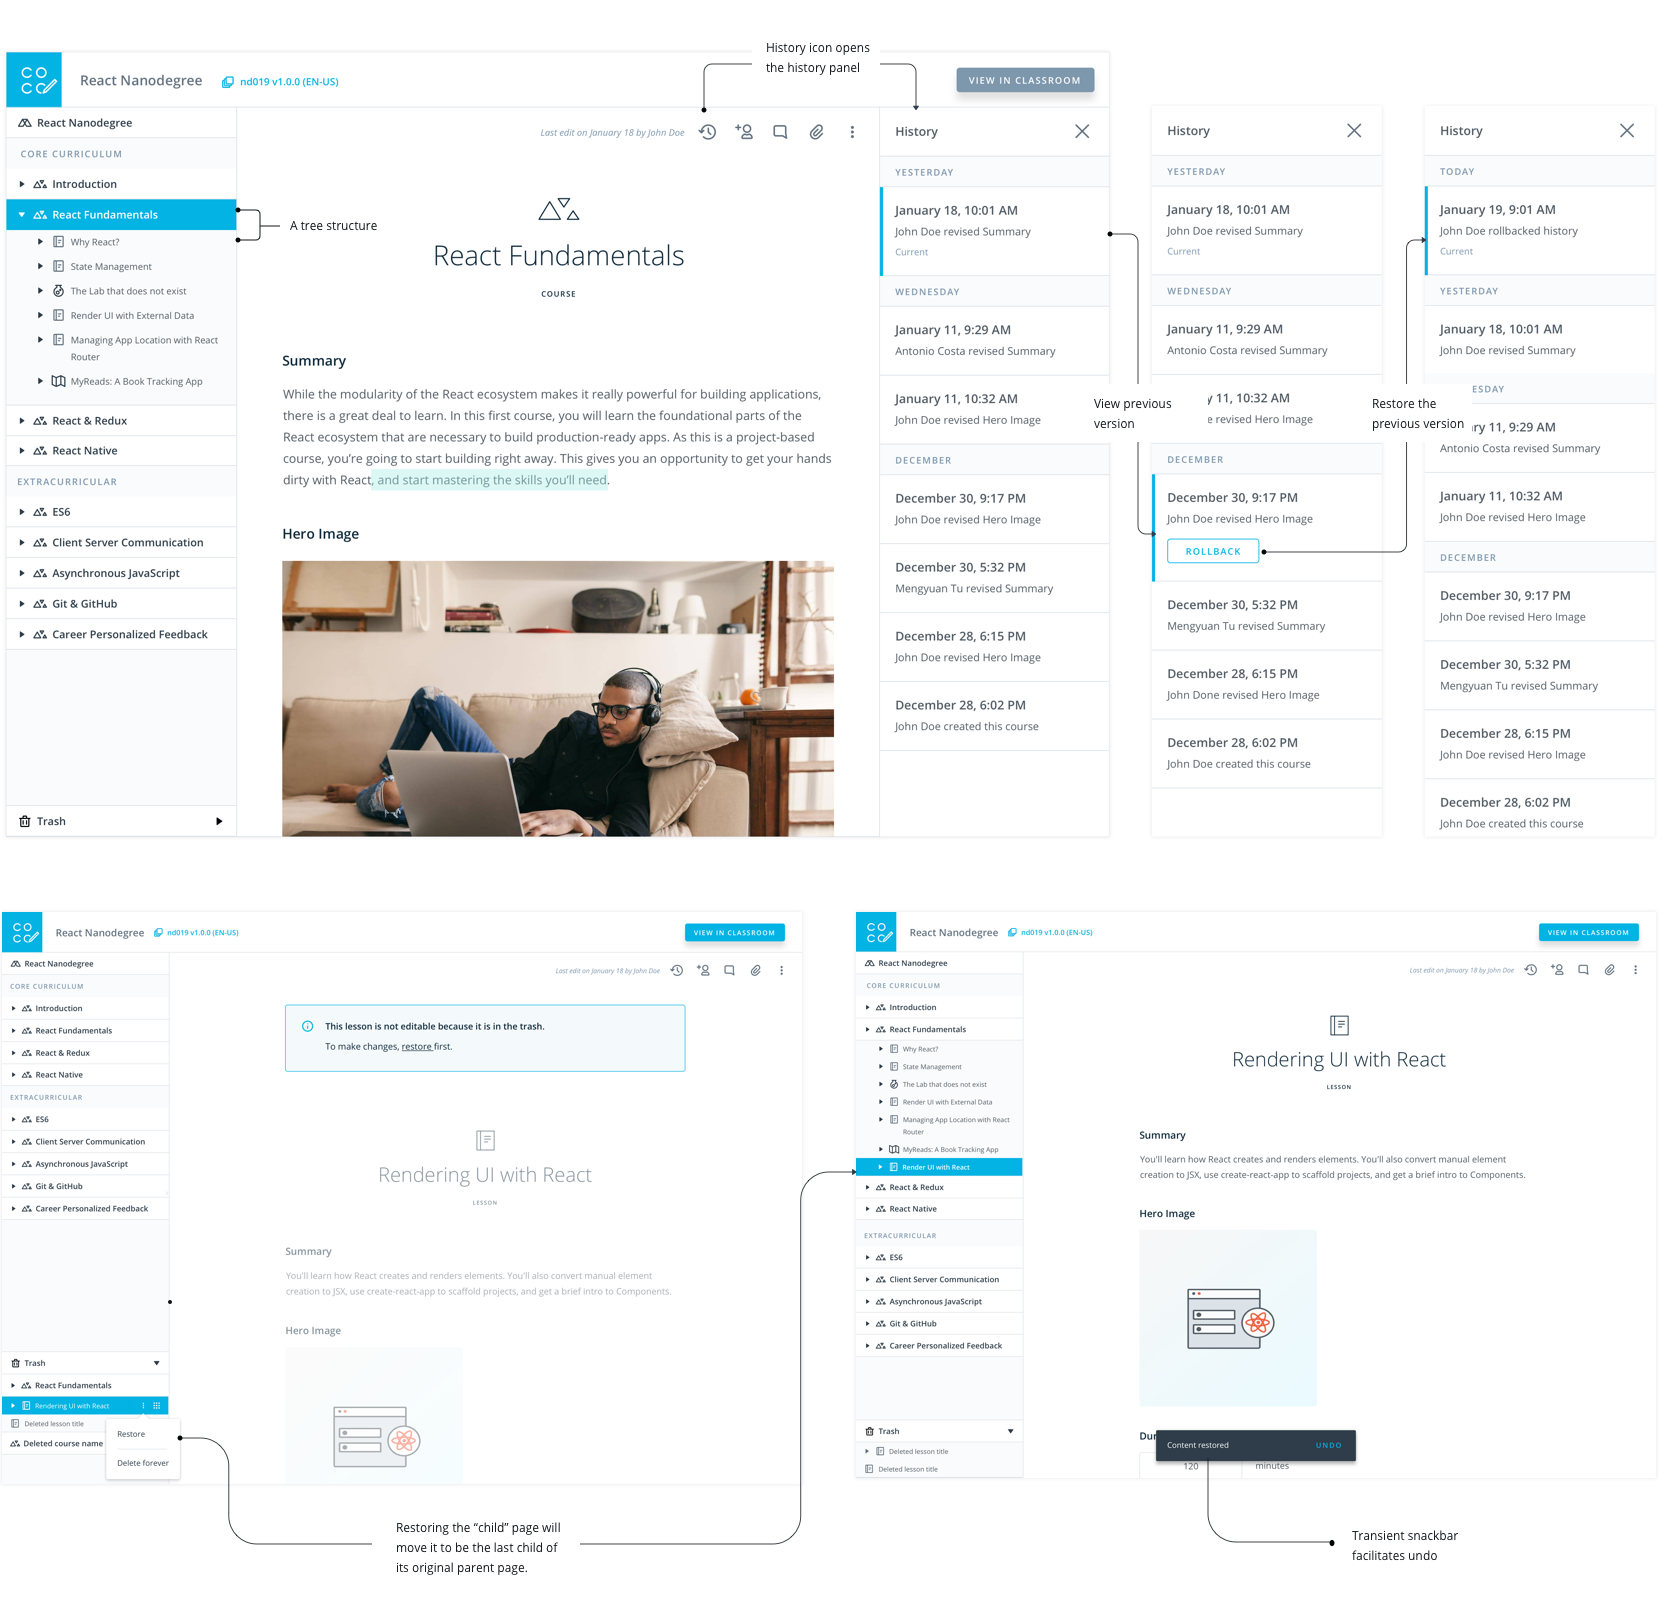 History icon opens
the history panel
CO
C
React Nanodegree
nd019 v1.0.0 (EN-US)
VIEW IN CLASSROOM
React Nanodegree
CORE CURRICULUM
Introduction
React Fundamentals
Why React?
State Management
The Lab that does not exist
Render UI with External Data
Managing App Location with React
Router
MyReads: A Book Tracking App
React & Redux
React Native
EXTRACURRICULAR
ES6
Client Server Communication
Asynchronous JavaScript
Git & GitHub
Career Personalized Feedback
Trash
A tree structure
Last edit on January 18 by John Doe
React Fundamentals
COURSE
Summary
While the modularity of the React ecosystem makes it really powerful for building applications,
there is a great deal to learn. In this first course, you will learn the foundational parts of the
React ecosystem that are necessary to build production-ready apps. As this is a project-based
course, you're going to start building right away. This gives you an opportunity to get your hands
dirty with React, and start mastering the skills you'll need.
Hero Image
History
YESTERDAY
January 18, 10:01 AM
John Doe revised Summary
Current
WEDNESDAY
January 11, 9:29 AM
Antonio Costa revised Summary
January 11, 10:32 AM
John Doe revised Hero Image
DECEMBER
December 30, 9:17 PM
John Doe revised Hero Image
December 30, 5:32 PM
Mengyuan Tu revised Summary
December 28, 6:15 PM
John Doe revised Hero Image
December 28, 6:02 PM
John Doe created this course
View previous
version
History
YESTERDAY
January 18, 10:01 AM
John Doe revised Summary
Current
WEDNESDAY
January 11, 9:29 AM
Antonio Costa revised Summary
y 11, 10:32 AM
e revised Hero Image
DECEMBER
December 30, 9:17 PM
John Doe revised Hero Image
ROLLBACK
December 30, 5:32 PM
Mengyuan Tu revised Summary
December 28, 6:15 PM
John Done revised Hero Image
December 28, 6:02 PM
John Doe created this course
Restore the
previous version
History
TODAY
January 19, 9:01 AM
John Doe rollbacked history
Current
YESTERDAY
January 18, 10:01 AM
John Doe revised Summary
ESDAY
ry 11, 9:29 AM
Antonio Costa revised Summary
January 11, 10:32 AM
John Doe revised Hero Image
DECEMBER
December 30, 9:17 PM
John Doe revised Hero Image
December 30, 5:32 PM
Mengyuan Tu revised Summary
December 28, 6:15 PM
John Doe revised Hero Image
December 28, 6:02 PM
John Doe created this course
CO
C
React Nanodegree
nd019 v1.0.0 (EN-US)
VIEW IN CLASSROOM
React Nanodegree
CORE CURRICULUM
Introduction
React Fundamentals
React & Redux
React Native
EXTRACURRICULAR
ES6
Client Server Communication
Asynchronous JavaScript
Git & GitHub
Career Personalized Feedback
Trash
React Fundamentals
Rendering UI with React
Deleted lesson title
Deleted course name
Restore
Delete forever
Last edit on January 18 by John Doe
This lesson is not editable because it is in the trash.
To make changes, restore first.
Rendering UI with React
LESSON
Summary
You'll learn how React creates and renders elements. You'll also convert manual element
creation to JSX, use create-react-app to scaffold projects, and get a brief intro to Components.
Hero Image
Restoring the “child” page will
move it to be the last child of
its original parent page.
CO
C
React Nanodegree
nd019 v1.0.0 (EN-US)
VIEW IN CLASSROOM
React Nanodegree
CORE CURRICULUM
Introduction
React Fundamentals
Why React?
State Management
The Lab that does not exist
Render UI with External Data
Managing App Location with React
Router
MyReads: A Book Tracking App
Render UI with React
React & Redux
React Native
EXTRACURRICULAR
ES6
Client Server Communication
Asynchronous JavaScript
Git & GitHub
Career Personalized Feedback
Trash
Deleted lesson title
Deleted lesson title
Last edit on January 18 by John Doe
Rendering UI with React
LESSON
Summary
You'll learn how React creates and renders elements. You'll also convert manual element
creation to JSX, use create-react-app to scaffold projects, and get a brief intro to Components.
Hero Image
Dur
Content restored
UNDO
120
minutes
Transient snackbar
facilitates undo